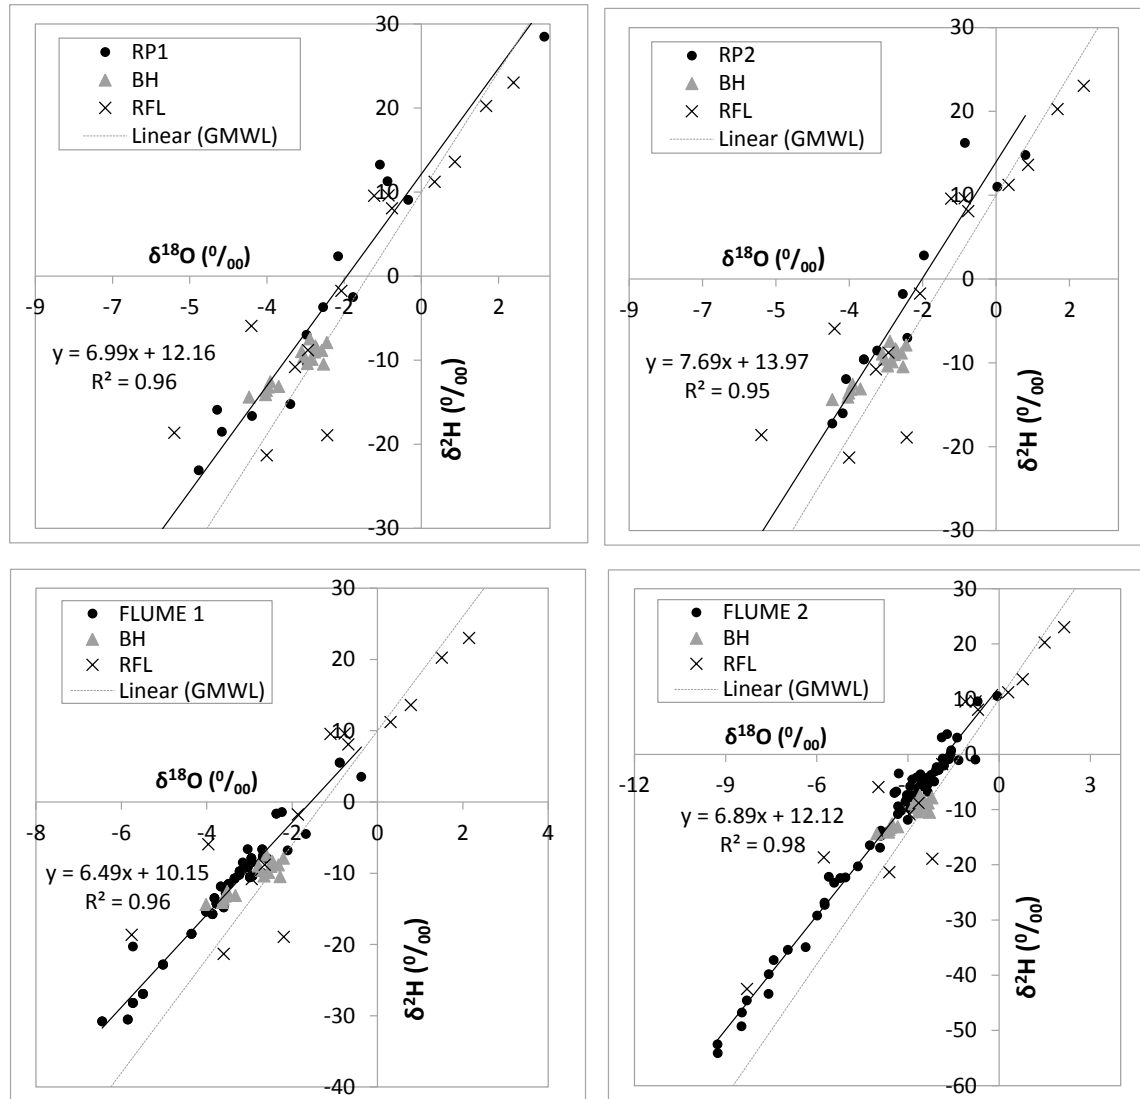 30
RP1
BH
RFL
Linear (GMWL)
20
10
δ18O (0/00)
0
-9 -7 -5 -4 -2 0 2
y = 6.99x + 12.16
R² = 0.96
-10
δ2H (0/00)
-20
-30
30
RP2
BH
RFL
Linear (GMWL)
20
10
δ18O (0/00)
0
-9 -7 -5 -4 -2 0 2
y = 7.69x + 13.97
R² = 0.95
-10
δ2H (0/00)
-20
-30
30
FLUME 1
BH
RFL
Linear (GMWL)
20
10
δ18O (0/00)
0
-8 -6 -4 -2 0 2 4
y = 6.49x + 10.15
R² = 0.96
-10
δ2H (0/00)
-20
-30
-40
30
FLUME 2
BH
RFL
Linear (GMWL)
20
10
δ18O (0/00)
0
-12 -9 -6 -3 0 3
y = 6.89x + 12.12
R² = 0.98
-10
-20
δ2H (0/00)
-30
-40
-50
-60